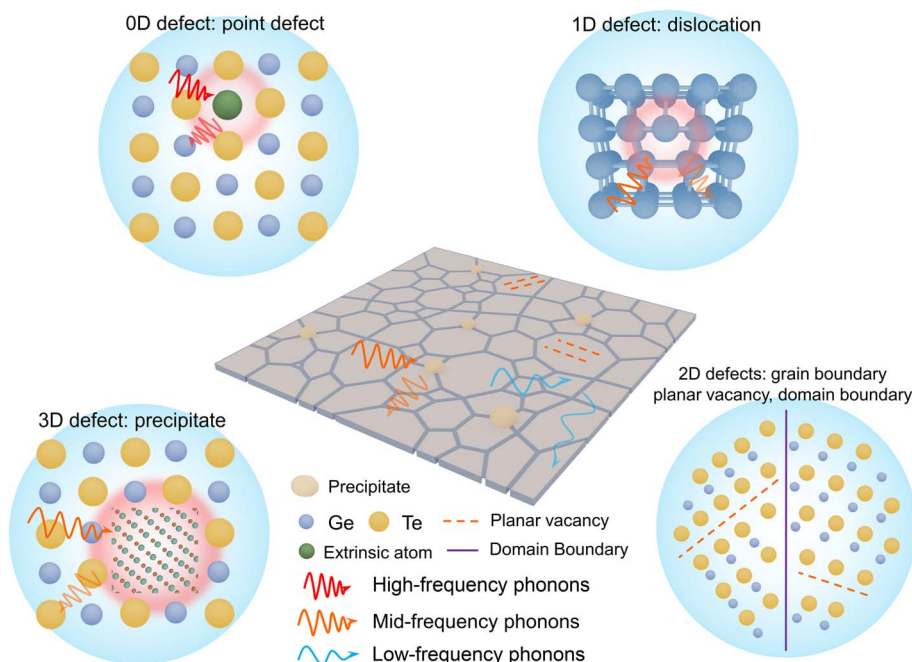 0D defect: point defect
1D defect: dislocation
2D defects: grain boundary
planar vacancy, domain boundary
3D defect: precipitate
Precipitate
Ge Te Planar vacancy
Extrinsic atom Domain Boundary
High-frequency phonons
Mid-frequency phonons
Low-frequency phonons